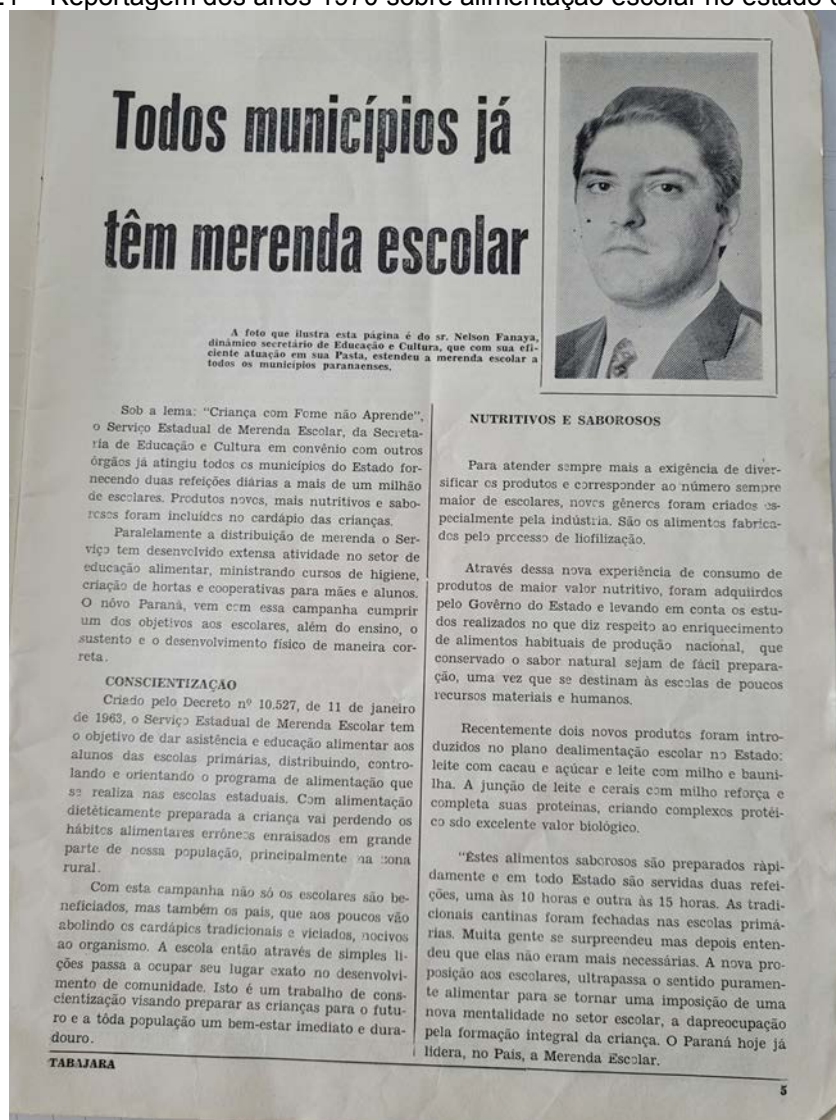 Reportagem dos anos 1970 sobre alimentação escolar no estado
Todos municípios já
têm merenda escolar
A foto que ilustra esta página é do sr. Nelson Fanaya,
dinâmico secretário de Educação e Cultura, que com sua efi-
ciente atuação em sua Pasta, estendeu a merenda escolar a
todos os municípios paranaenses.
Sob a lema: "Criança com Fome não Aprende",
o Serviço Estadual de Merenda Escolar, da Secreta-
ria de Educação e Cultura em convênio com outros
órgãos já atingiu todos os municípios do Estado for-
necendo duas refeições diárias a mais de um milhão
de escolares. Produtos novos, mais nutritivos e sabo-
rosos foram incluídos no cardápio das crianças.
Paralelamente a distribuição de merenda o Ser-
viço tem desenvolvido extensa atividade no setor de
educação alimentar, ministrando cursos de higiene,
criação de hortas e cooperativas para mães e alunos.
O nôvo Paraná, vem com essa campanha cumprir
um dos objetivos aos escolares, além do ensino, o
sustento e o desenvolvimento físico de maneira cor-
reta.
CONSCIENTIZAÇÃO
Criado pelo Decreto nº 10.527, de 11 de janeiro
de 1963, o Serviço Estadual de Merenda Escolar tem
o objetivo de dar asistência e educação alimentar aos
alunos das escolas primárias, distribuindo, contro-
lando e orientando o programa de alimentação que
se realiza nas escolas estaduais. Com alimentação
dietèticamente preparada a criança vai perdendo os
hábitos alimentares errôneos enraisados em grande
parte de nossa população, principalmente na zona
rural.
Com esta campanha não só os escolares são be-
neficiados, mas também os pais, que aos poucos vão
abolindo os cardápios tradicionais e viciados, nocivos
ao organismo. A escola então através de simples li-
ções passa a ocupar seu lugar exato no desenvolvi-
mento de comunidade. Isto é um trabalho de cons-
cientização visando preparar as crianças para o futu-
ro e a tôda população um bem-estar imediato e dura-
douro.
NUTRITIVOS E SABOROSOS
Para atender sempre mais a exigência de diver-
sificar os produtos e corresponder ao número sempre
maior de escolares, novos gêneros foram criados es-
pecialmente pela indústria. São os alimentos fabrica-
dos pelo processo de liofilização.
Através dessa nova experiência de consumo de
produtos de maior valor nutritivo, foram adquiirdos
pelo Govêrno do Estado e levando em conta os estu-
dos realizados no que diz respeito ao enriquecimento
de alimentos habituais de produção nacional, que
conservado o sabor natural sejam de fácil prepara-
ção, uma vez que se destinam às escolas de poucos
recursos materiais e humanos.
Recentemente dois novos produtos foram intro-
duzidos no plano dealimentação escolar no Estado:
leite com cacau e açúcar e leite com milho e bauni-
lha. A junção de leite e cerais com milho reforça e
completa suas proteinas, criando complexos protéi-
co sdo excelente valor biológico.
"Êstes alimentos saborosos são preparados ràpi-
damente e em todo Estado são servidas duas refei-
ções, uma às 10 horas e outra às 15 horas. As tradi-
cionais cantinas foram fechadas nas escolas primá-
rias. Muita gente se surpreendeu mas depois enten-
deu que elas não eram mais necessárias. A nova pro-
posição aos escolares, ultrapassa o sentido puramen-
te alimentar para se tornar uma imposição de uma
nova mentalidade no setor escolar, a dapreocupação
pela formação integral da criança. O Paraná hoje já
lidera, no País, a Merenda Escolar.
TABAJARA
5